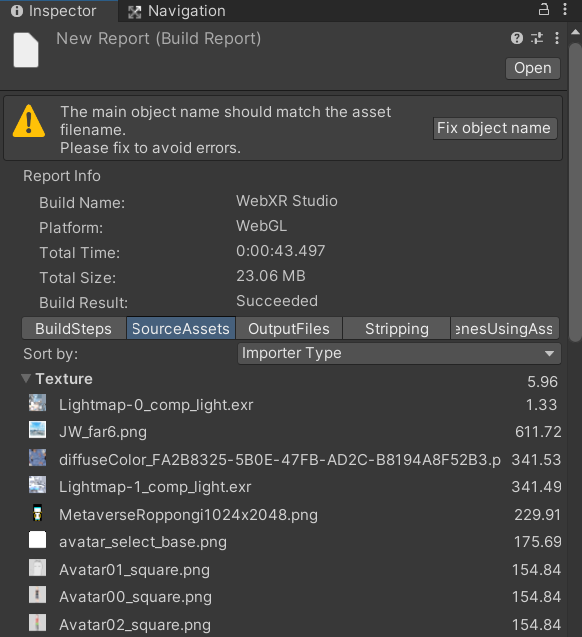 Inspector
Navigation
New Report (Build Report)
Open
The main object name should match the asset
filename.
Please fix to avoid errors.
Fix object name
Report Info
Build Name: WebXR Studio
Platform: WebGL
Total Time: 0:00:43.497
Total Size: 23.06 MB
Build Result: Succeeded
BuildSteps SourceAssets OutputFiles Stripping enesUsingAss
Sort by: Importer Type
Texture 5.96
Lightmap-0_comp_light.exr 1.33
JW_far6.png 611.72
diffuseColor_FA2B8325-5B0E-47FB-AD2C-B8194A8F52B3.p 341.53
Lightmap-1_comp_light.exr 341.49
MetaverseRoppongi1024x2048.png 229.91
avatar_select_base.png 175.69
Avatar01_square.png 154.84
Avatar00_square.png 154.84
Avatar02_square.png 154.84